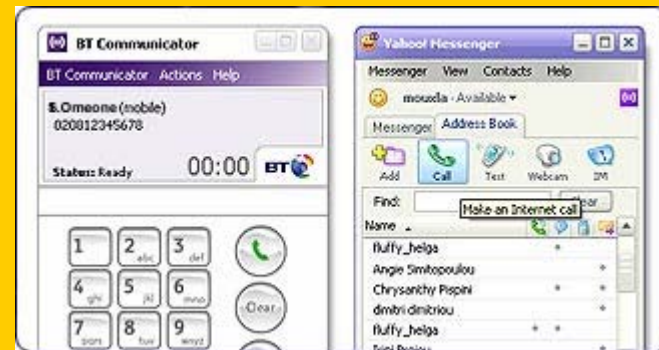 BT Communicator
BT Communicator Actions Help
S.Omeone (mobile)
020812345678
Status: Ready 00:00 BT
1 2 abc 3 def
4 ghi 5 jkl 6 mno
Clear
7 pqrs 8 tuv 9 wxyz
Yahoo! Messenger
Messenger View Contacts Help
mouxla - Available
Messenger Address Book
Add Call Text Webcam IM
Find: Clear
Make an Internet call
Name
fluffy_helga
Angie Simitopoulou
Chrysanthy Pispini
dimitri dimitriou
fluffy_helga